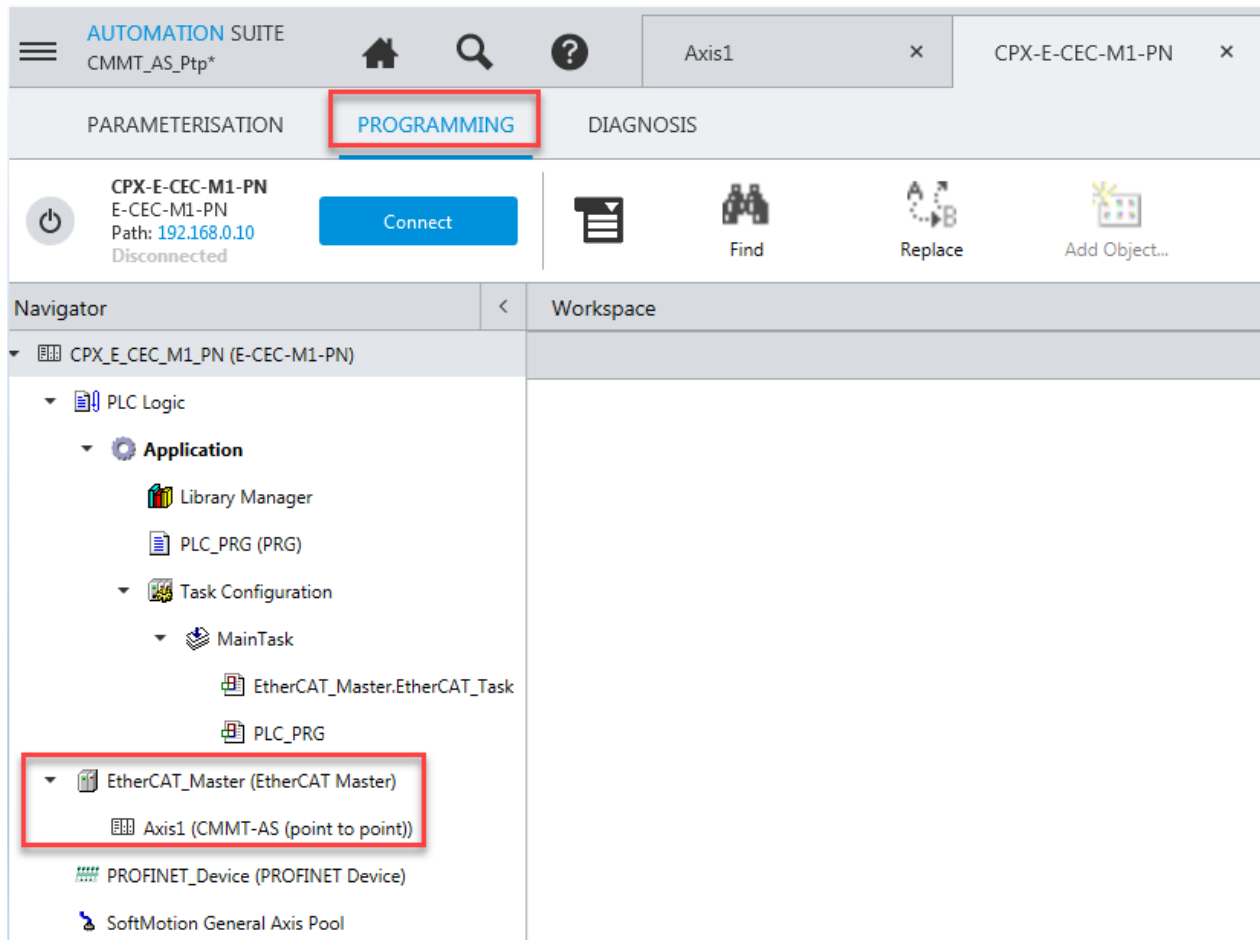 AUTOMATION SUITE
CMMT_AS_Ptp*
Axis1
CPX-E-CEC-M1-PN
PARAMETERISATION
PROGRAMMING
DIAGNOSIS
CPX-E-CEC-M1-PN
E-CEC-M1-PN
Path: 192.168.0.10
Disconnected
Connect
Find
Replace
Add Object...
Navigator
Workspace
CPX_E_CEC_M1_PN (E-CEC-M1-PN)
PLC Logic
Application
Library Manager
PLC_PRG (PRG)
Task Configuration
MainTask
EtherCAT_Master.EtherCAT_Task
PLC_PRG
EtherCAT_Master (EtherCAT Master)
Axis1 (CMMT-AS (point to point))
PROFINET_Device (PROFINET Device)
SoftMotion General Axis Pool